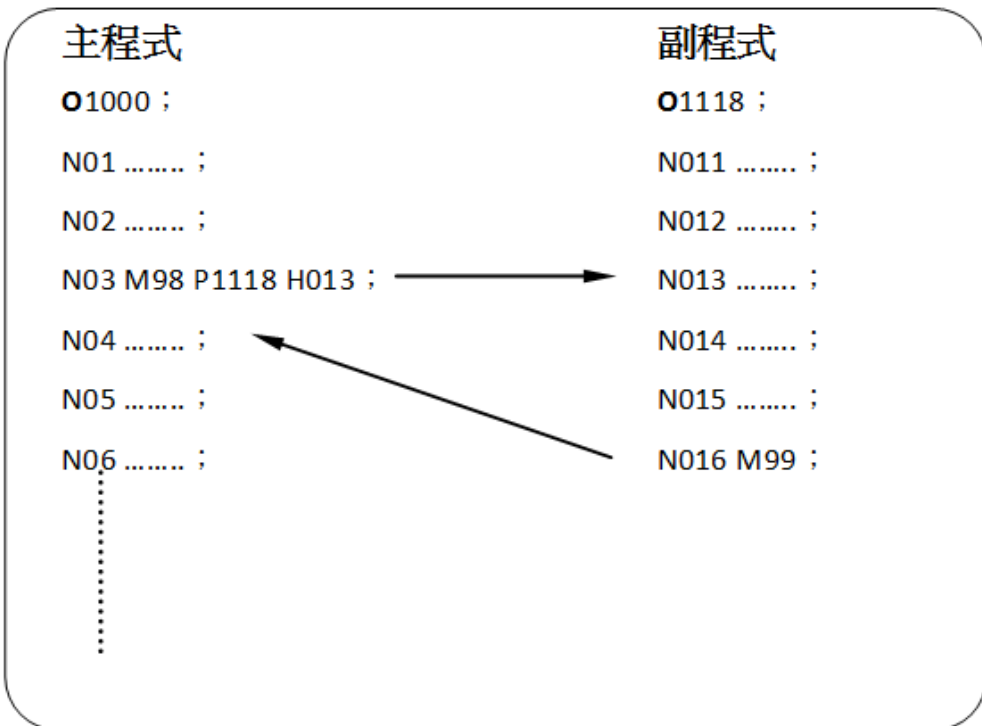 主程式
O1000；
N01 ……..；
N02 ……..；
N03 M98 P1118 H013；
N04 ……..；
N05 ……..；
N06 ……..；
副程式
O1118；
N011 ……..；
N012 ……..；
N013 ……..；
N014 ……..；
N015 ……..；
N016 M99；